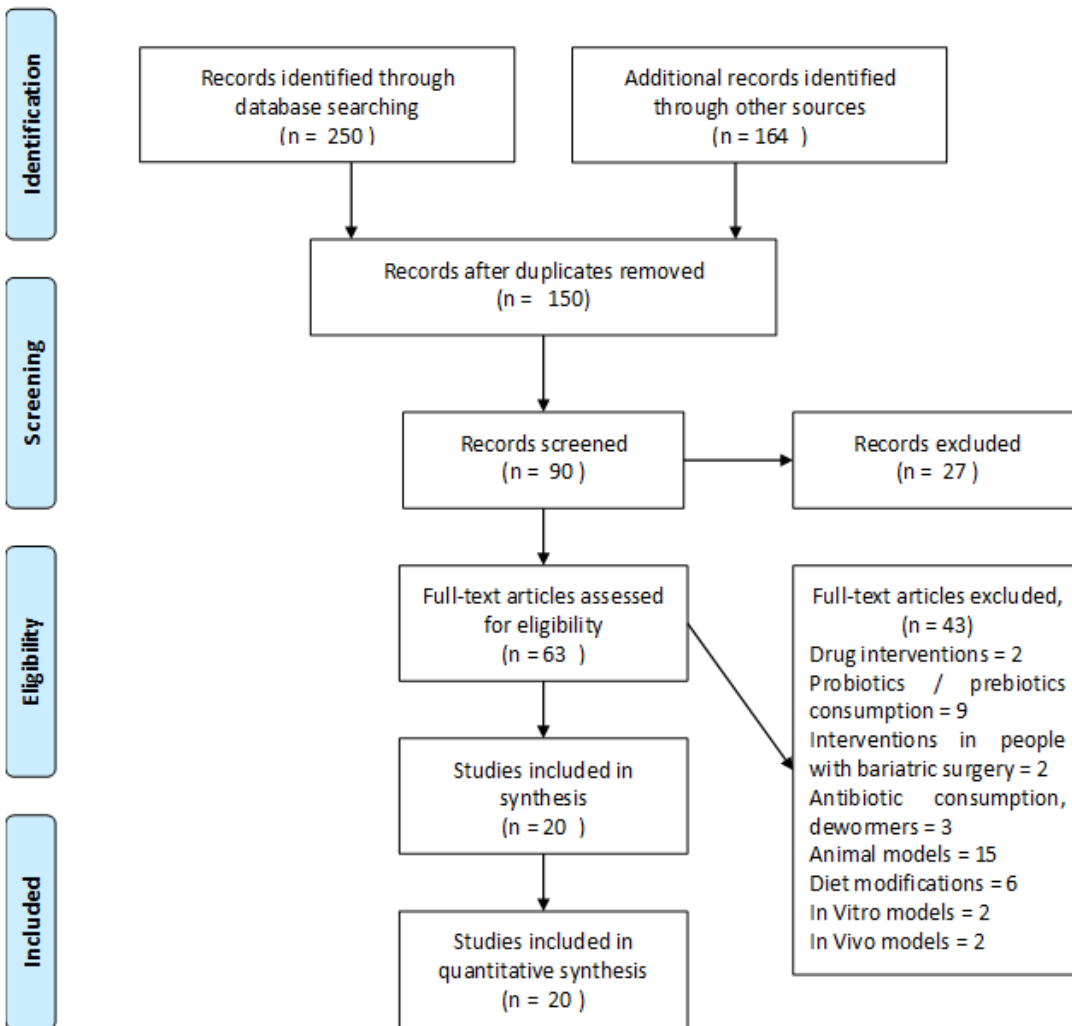 Identification
Records identified through
database searching
(n = 250 )
Additional records identified
through other sources
(n = 164 )
Records after duplicates removed
(n = 150)
Screening
Records screened
(n = 90 )
Records excluded
(n = 27 )
Eligibility
Full-text articles assessed
for eligibility
(n = 63 )
Full-text articles excluded,
(n = 43)
Drug interventions = 2
Probiotics / prebiotics
consumption = 9
Interventions in people
with bariatric surgery = 2
Antibiotic consumption,
dewormers = 3
Animal models = 15
Diet modifications = 6
In Vitro models = 2
In Vivo models = 2
Studies included in
synthesis
(n = 20 )
Included
Studies included in
quantitative synthesis
(n = 20 )